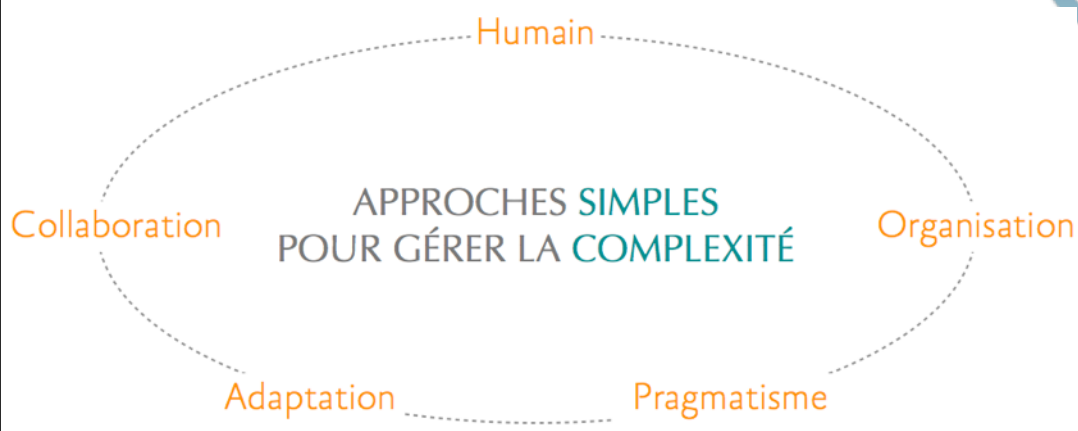 Humain
Collaboration
APPROCHES SIMPLES
POUR GÉRER LA COMPLEXITÉ
Organisation
Adaptation
Pragmatisme